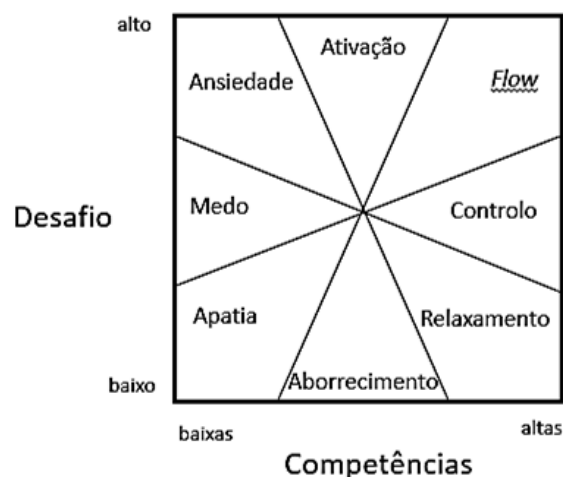 alto
Ativação
Ansiedade
Flow
Desafio
Medo
Controlo
Apatia
Relaxamento
baixo
Aborrecimento
baixas
altas
Competências